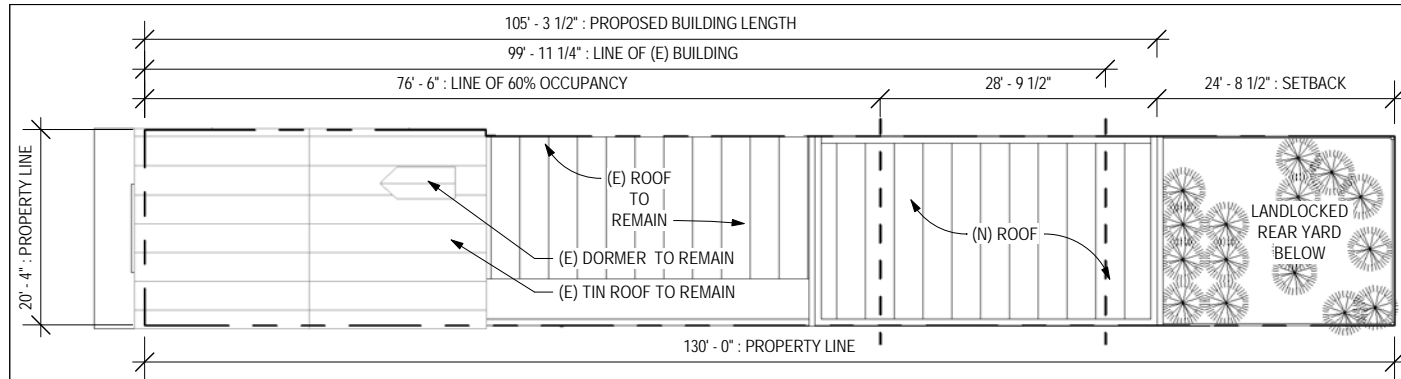 105' - 3 1/2" : PROPOSED BUILDING LENGTH
99' - 11 1/4" : LINE OF (E) BUILDING
76' - 6" : LINE OF 60% OCCUPANCY
28' - 9 1/2"
24' - 8 1/2" : SETBACK
20' - 4" : PROPERTY LINE
(E) ROOF
TO
REMAIN
(E) DORMER TO REMAIN
(E) TIN ROOF TO REMAIN
(N) ROOF
LANDLOCKED
REAR YARD
BELOW
130' - 0" : PROPERTY LINE